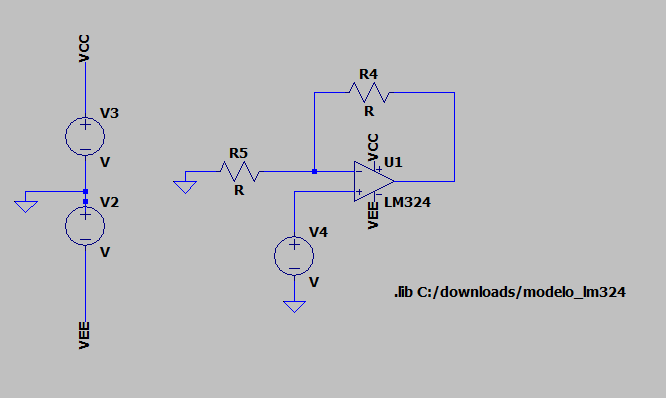 VCC
V3
V
V2
V
VEE
R4
R
R5
R
VCC
U1
LM324
VEE
V4
V
.lib C:/downloads/modelo_lm324